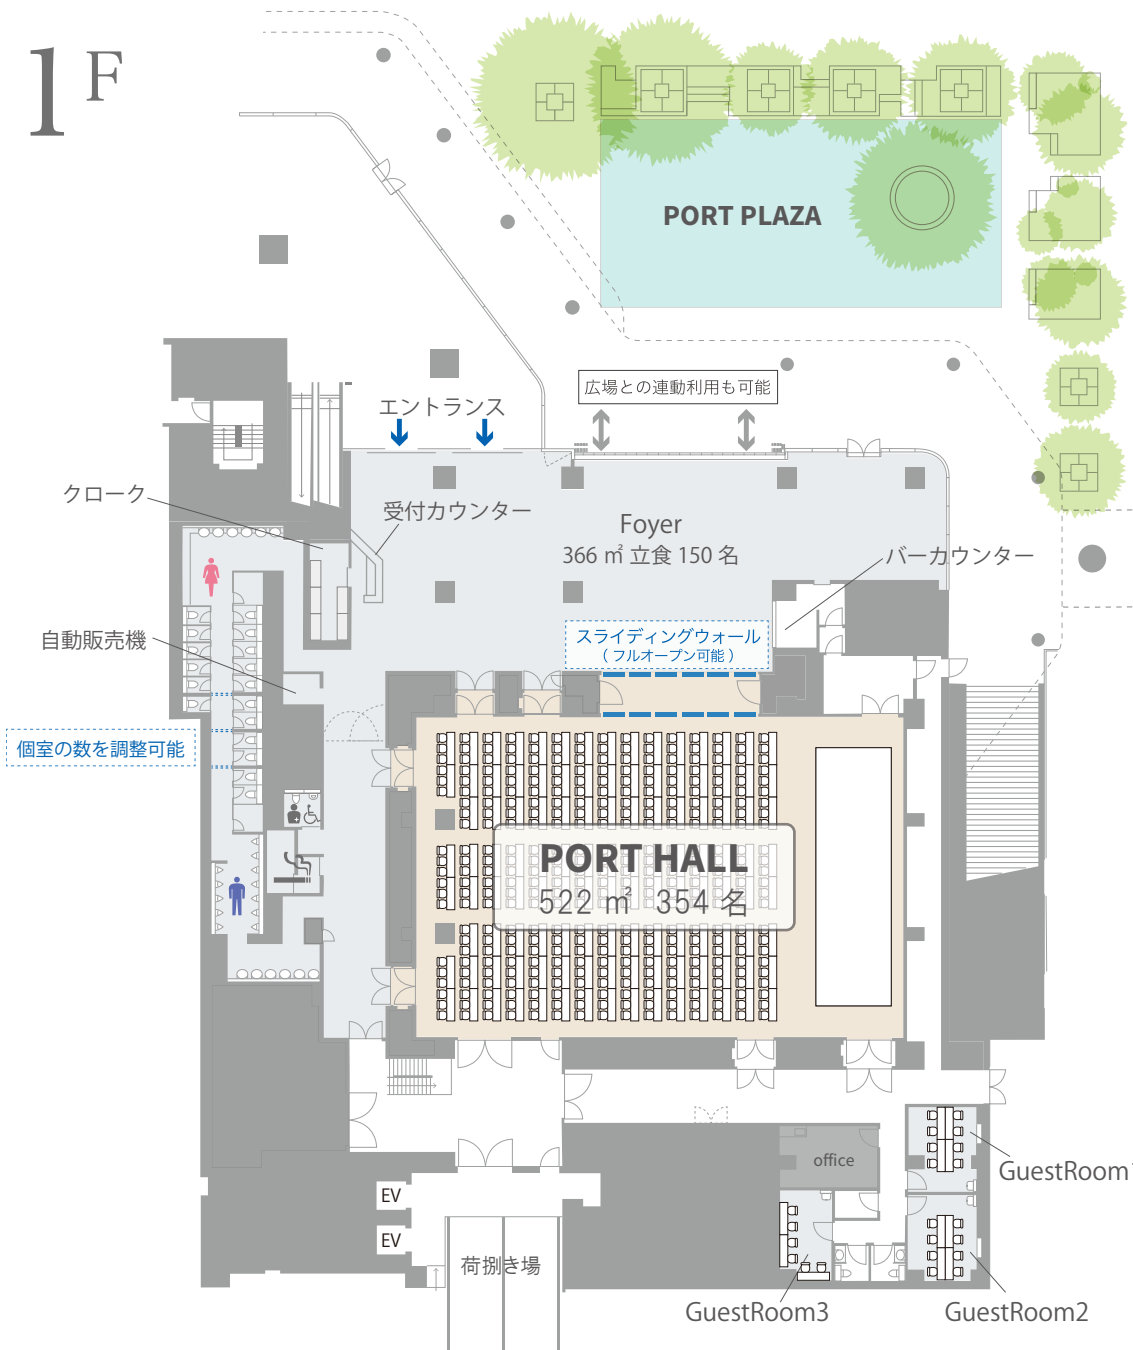 1F
PORT PLAZA
広場との連動利用も可能
エントランス
クローク
受付カウンター
Foyer
366 ㎡ 立食 150 名
バーカウンター
スライディングウォール
( フルオープン可能 )
自動販売機
個室の数を調整可能
PORT HALL
522 ㎡ 354 名
office
GuestRoom1
EV
EV
荷捌き場
GuestRoom3
GuestRoom2